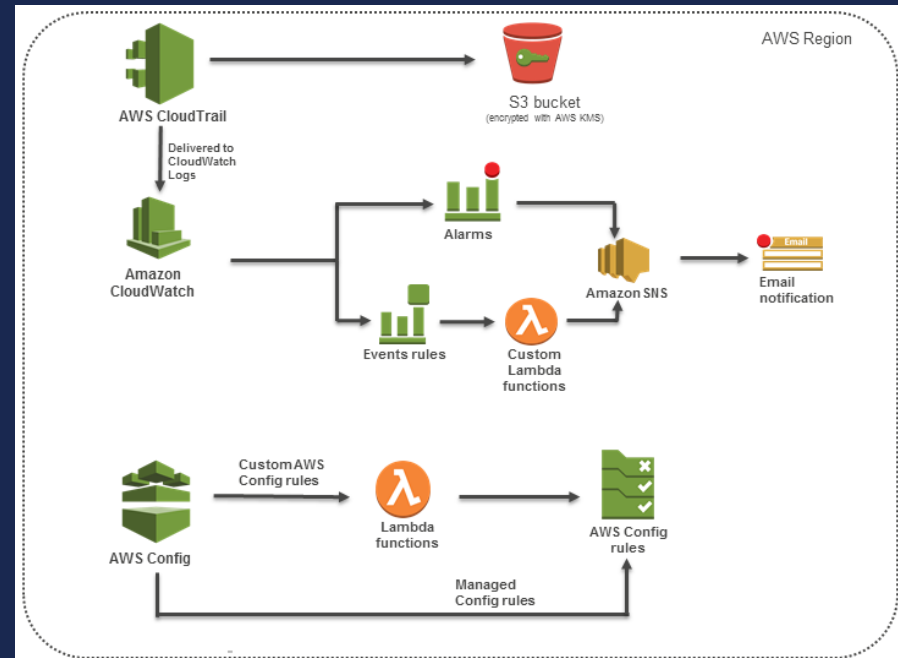 AWS Region
AWS CloudTrail
S3 bucket
(encrypted with AWS KMS)
Delivered to
CloudWatch
Logs
Alarms
Amazon
CloudWatch
Email
Amazon SNS
Email
notification
Events rules
Custom
Lambda
functions
Custom AWS
Config rules
Lambda
functions
AWS Config
rules
AWS Config
Managed
Config rules